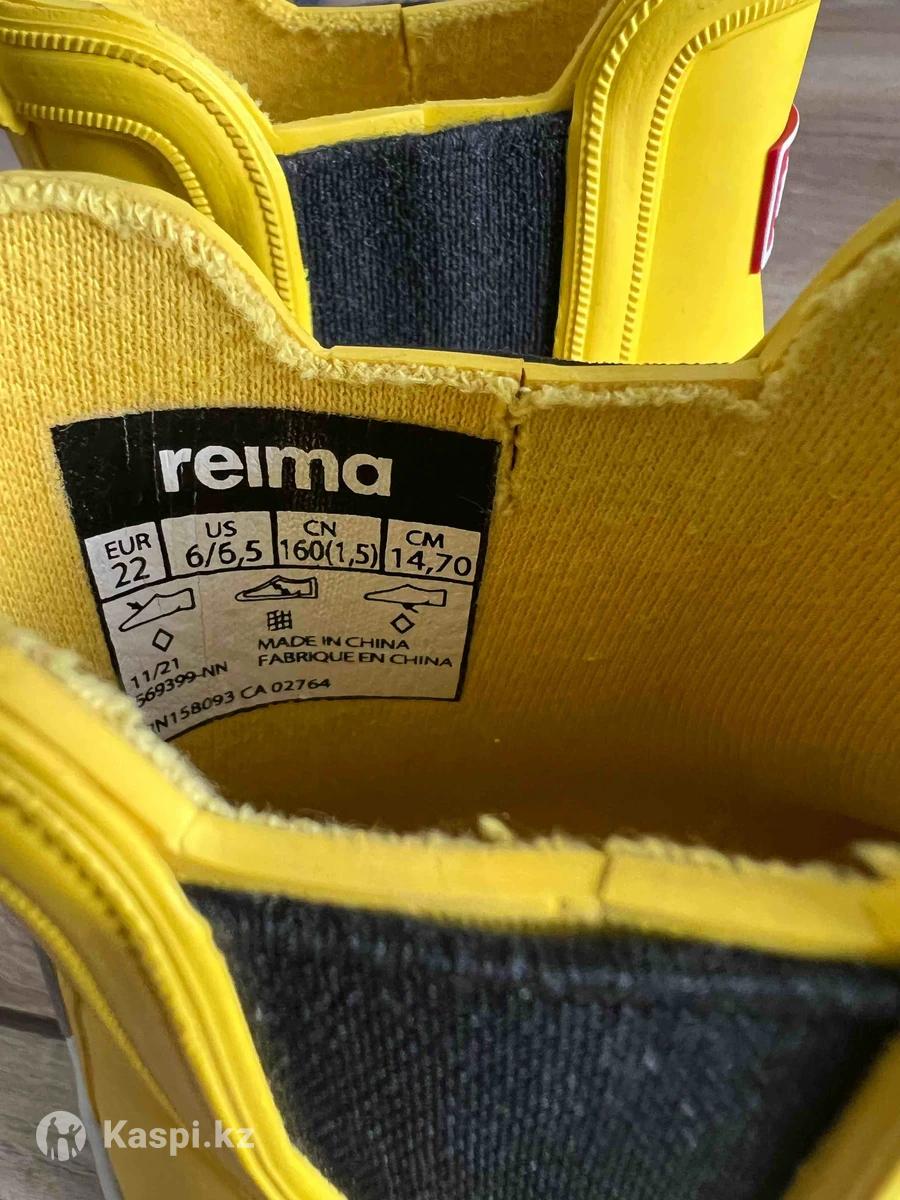 reima
EUR US CN CM
22 6/6,5 160(1,5) 14,70
MADE IN CHINA
FABRIQUE EN CHINA
11/21
569399-NN
158093 CA 02764
Kaspi.kz